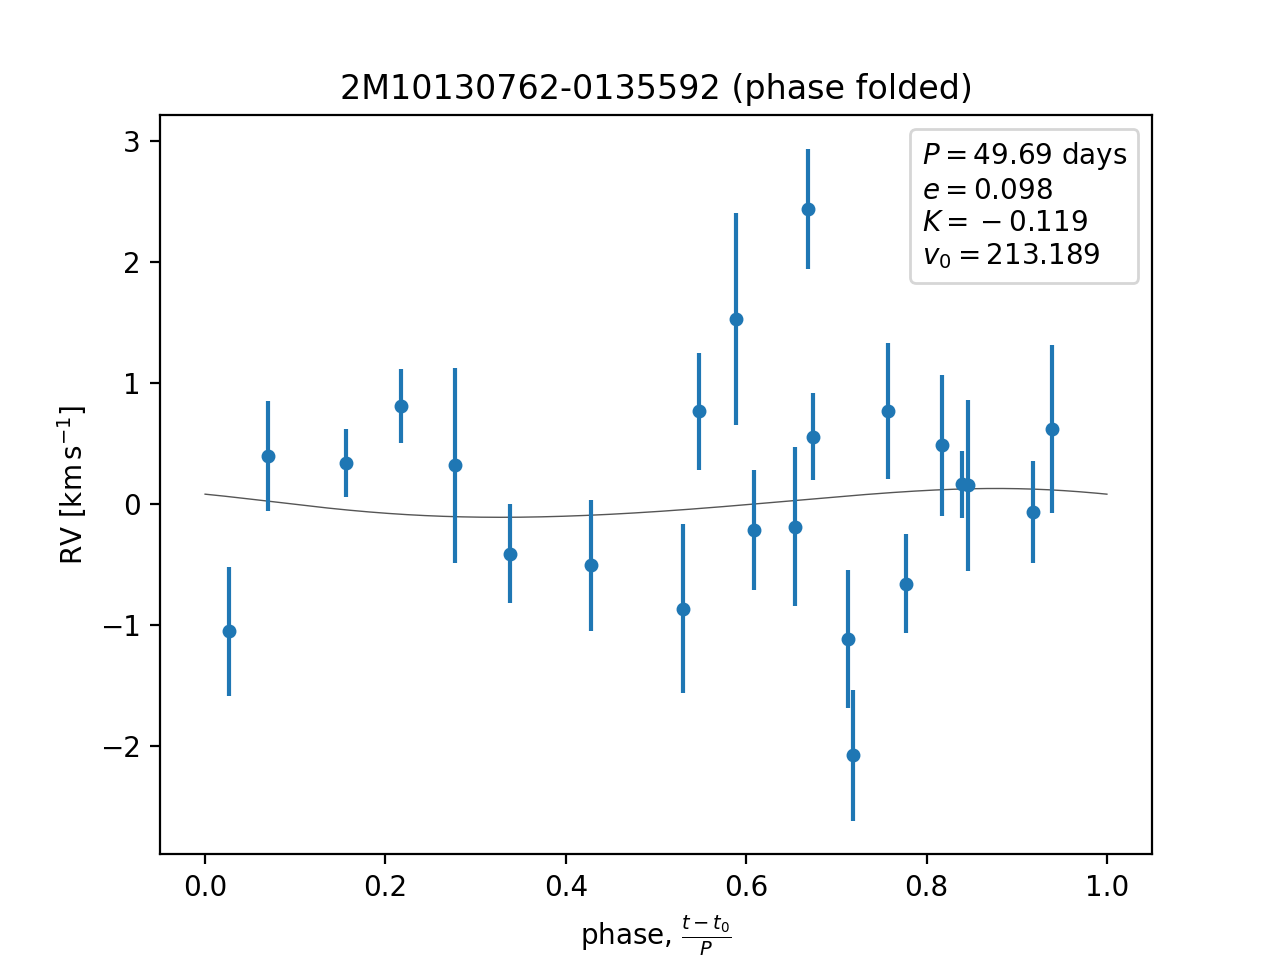 2M10130762-0135592 (phase folded)
P = 49.69 days
e = 0.098
K = −0.119
v₀ = 213.189
3
2
1
0
−1
−2
RV [km s⁻¹]
0.0 0.2 0.4 0.6 0.8 1.0
phase, (t − t₀)/P